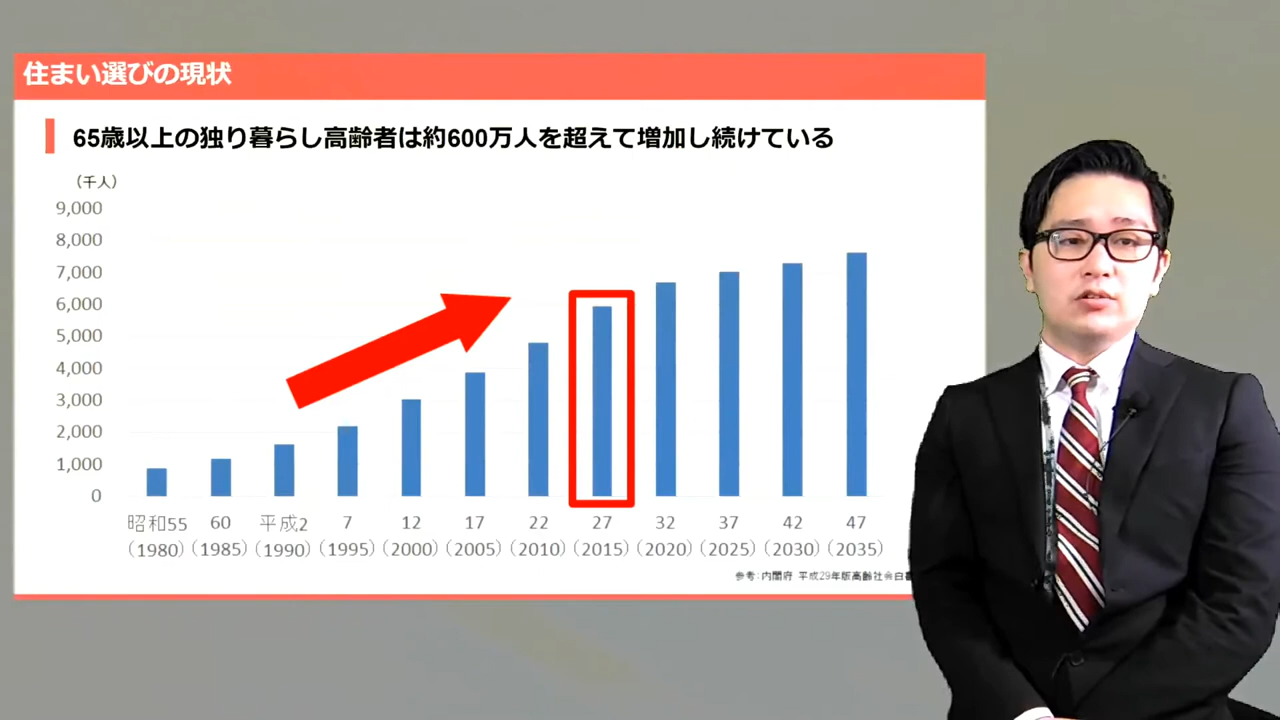 住まい選びの現状
65歳以上の独り暮らし高齢者は約600万人を超えて増加し続けている
（千人）
9,000
8,000
7,000
6,000
5,000
4,000
3,000
2,000
1,000
0
昭和55 60 平成2 7 12 17 22 27 32 37 42 47
（1980）（1985）（1990）（1995）（2000）（2005）（2010）（2015）（2020）（2025）（2030）（2035）
参考：内閣府 平成29年版高齢社会白書